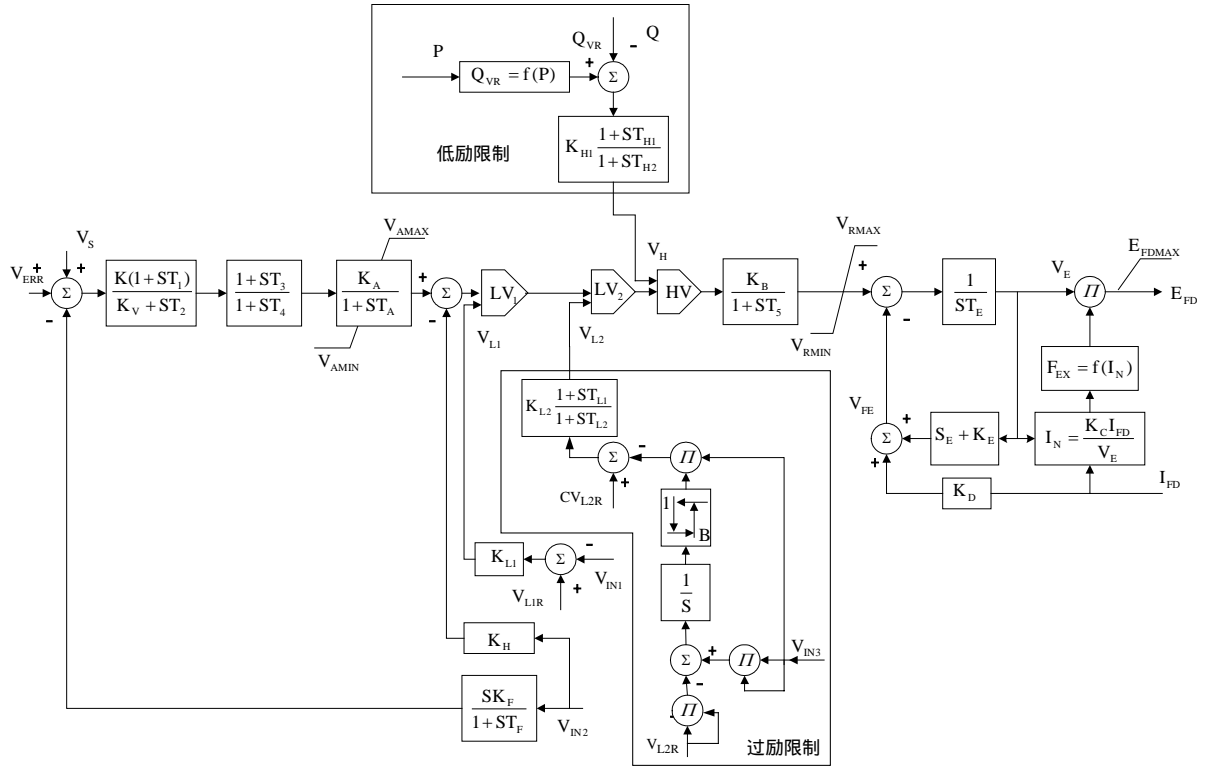 Q_VR
Q
P
Q_VR = f(P)
+
-
Σ
K_H1 (1+ST_H1)/(1+ST_H2)
低励限制
V_S
V_AMAX
V_H
V_RMAX
E_FDMAX
V_ERR
+
+
-
Σ
K(1+ST_1)/(K_V+ST_2)
(1+ST_3)/(1+ST_4)
K_A/(1+ST_A)
+
-
Σ
LV_1
LV_2
HV
K_B/(1+ST_5)
+
-
Σ
1/(ST_E)
V_E
Π
E_FD
V_AMIN
V_L1
V_L2
V_RMIN
F_EX = f(I_N)
K_L2 (1+ST_L1)/(1+ST_L2)
V_FE
+
+
Σ
S_E + K_E
I_N = K_C I_FD/V_E
-
+
Σ
Π
CV_L2R
K_D
I_FD
1
B
K_L1
Σ
-
+
V_IN1
V_L1R
1/S
K_H
Σ
+
-
Π
V_IN3
SK_F/(1+ST_F)
V_IN2
-
Π
V_L2R
过励限制